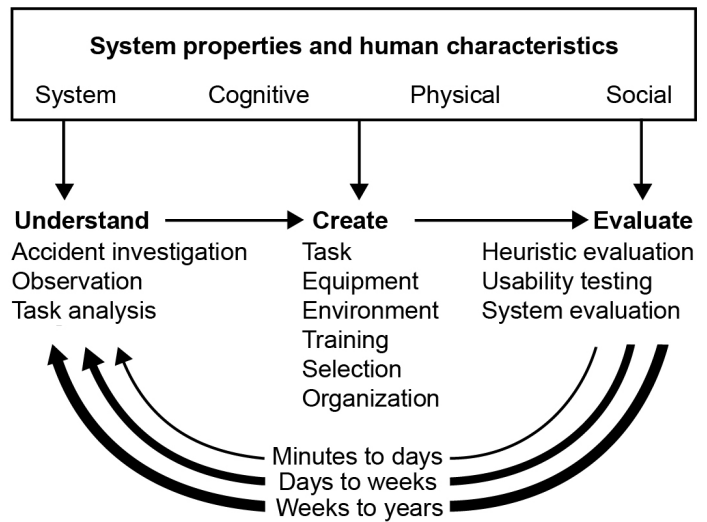 System properties and human characteristics
System Cognitive Physical Social
Understand Create Evaluate
Accident investigation Task Heuristic evaluation
Observation Equipment Usability testing
Task analysis Environment System evaluation
Training
Selection
Organization
Minutes to days
Days to weeks
Weeks to years